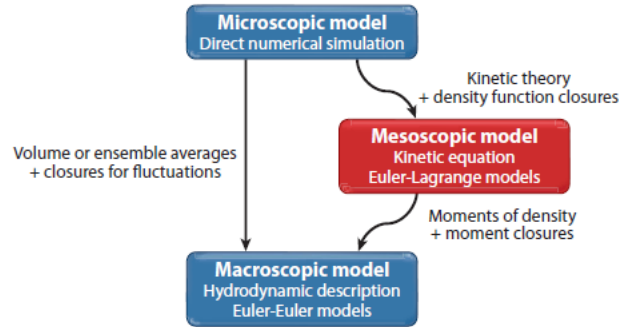 Microscopic model
Direct numerical simulation
Kinetic theory
+ density function closures
Mesoscopic model
Kinetic equation
Euler-Lagrange models
Volume or ensemble averages
+ closures for fluctuations
Moments of density
+ moment closures
Macroscopic model
Hydrodynamic description
Euler-Euler models